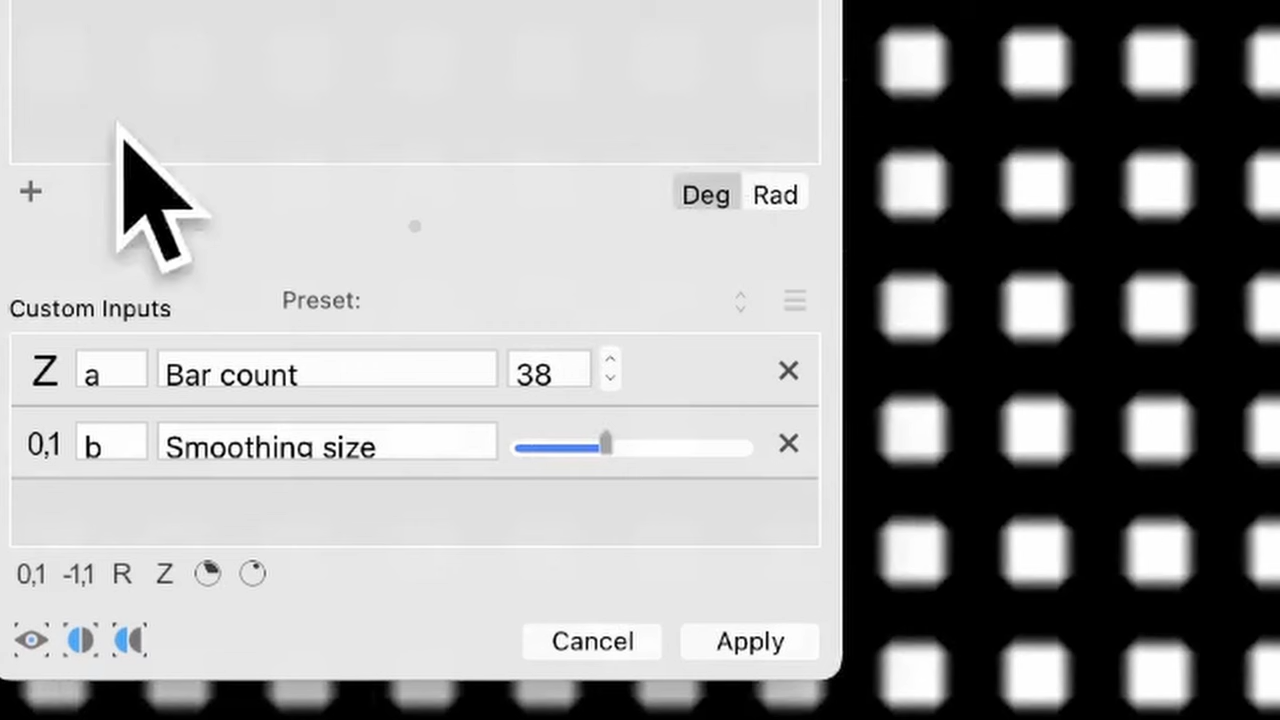 Deg Rad
Custom Inputs Preset:
Z a Bar count 38
0,1 b Smoothing size
0,1 -1,1 R Z
Cancel Apply